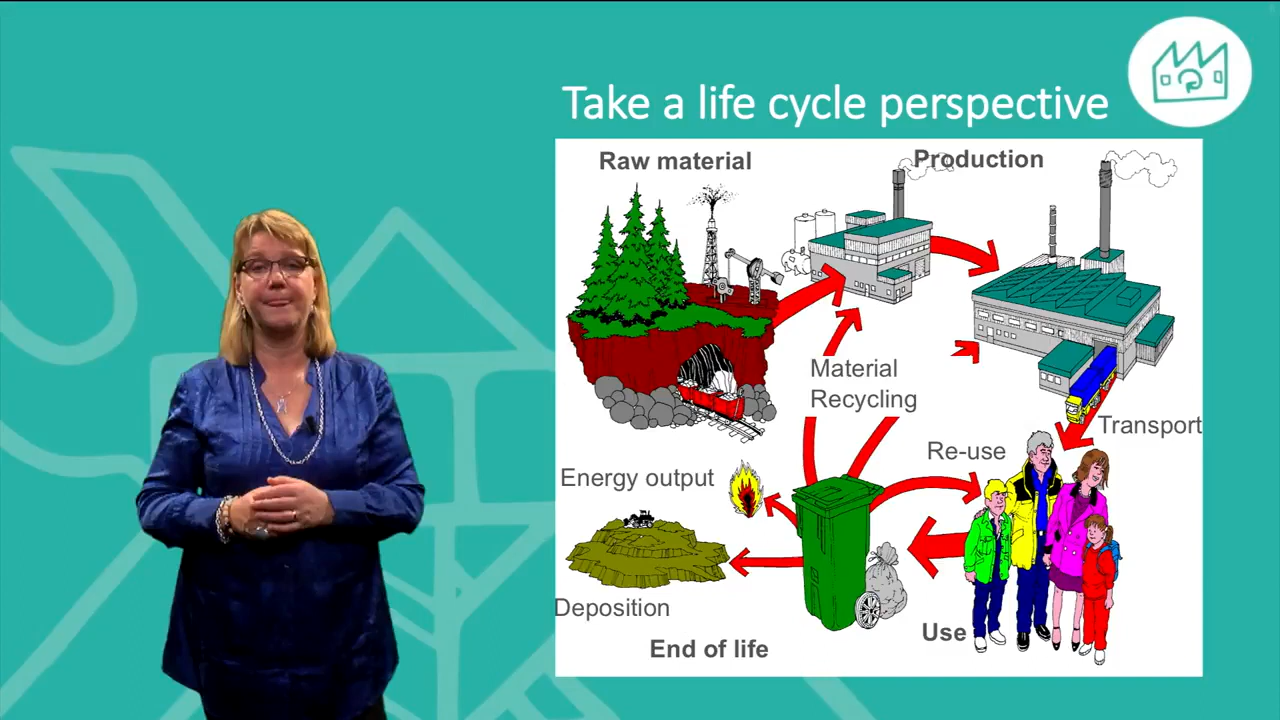 Take a life cycle perspective
Raw material
Production
Material
Recycling
Transport
Re-use
Energy output
Deposition
Use
End of life